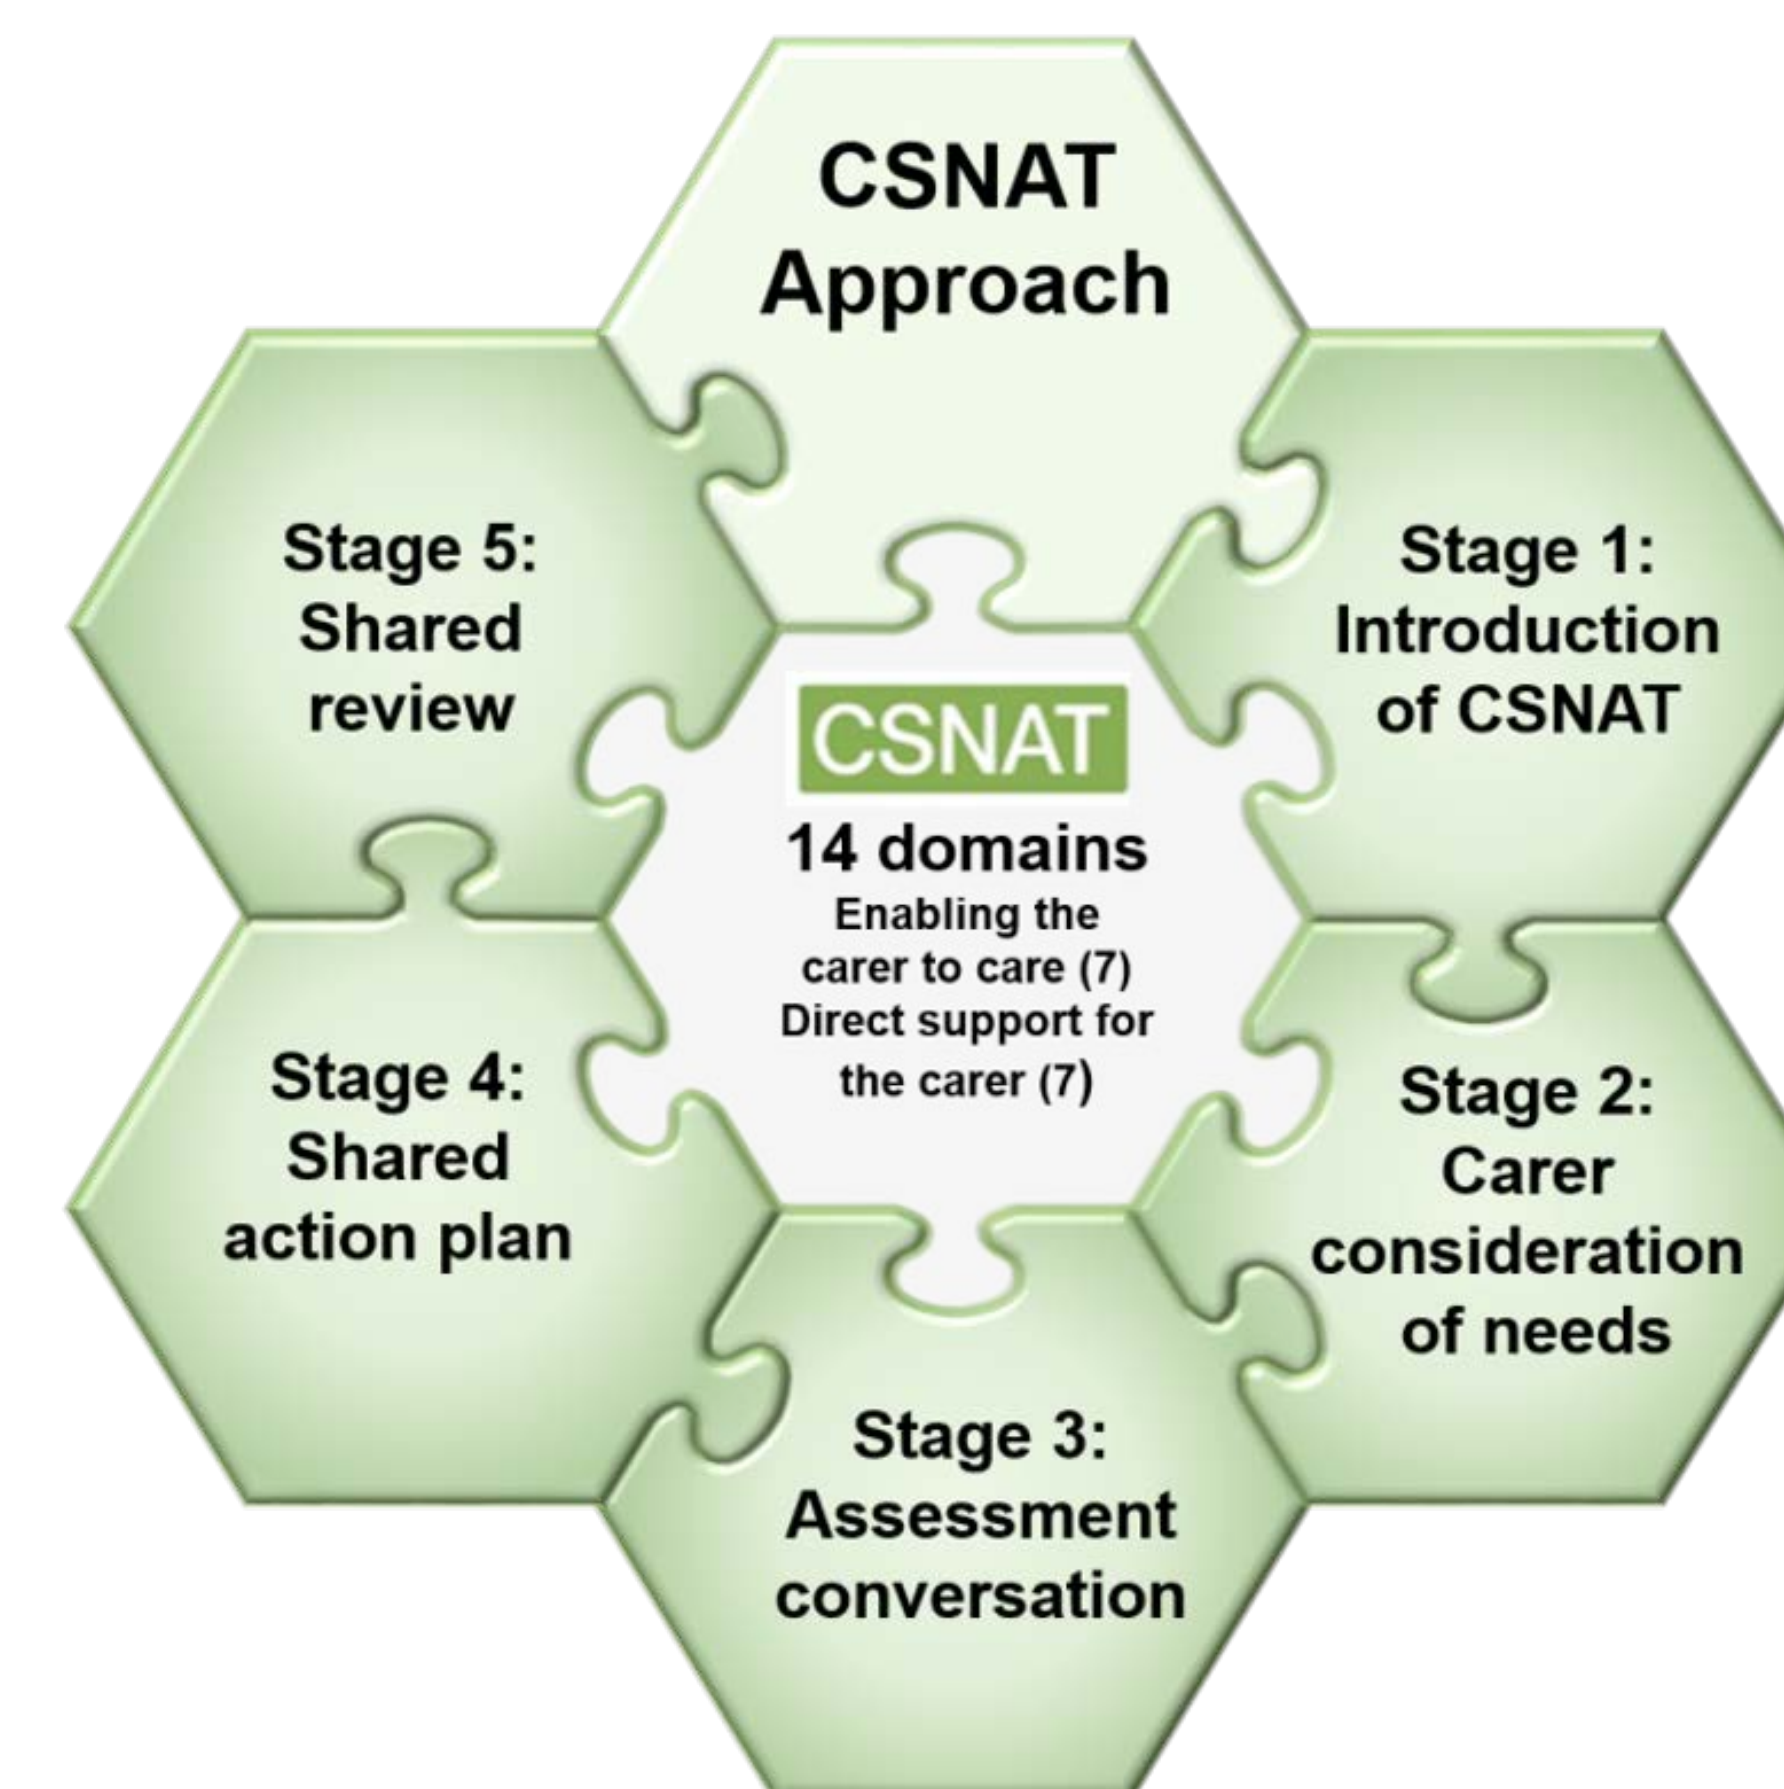 CSNAT
Approach
Stage 1:
Introduction
of CSNAT
Stage 2:
Carer
consideration
of needs
Stage 3:
Assessment
conversation
Stage 4:
Shared
action plan
Stage 5:
Shared
review
CSNAT
14 domains
Enabling the
carer to care (7)
Direct support for
the carer (7)